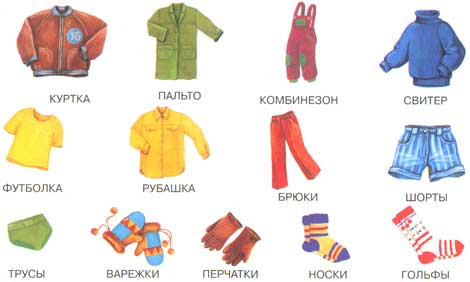 КУРТКА ПАЛЬТО КОМБИНЕЗОН СВИТЕР
ФУТБОЛКА РУБАШКА БРЮКИ ШОРТЫ
ТРУСЫ ВАРЕЖКИ ПЕРЧАТКИ НОСКИ ГОЛЬФЫ